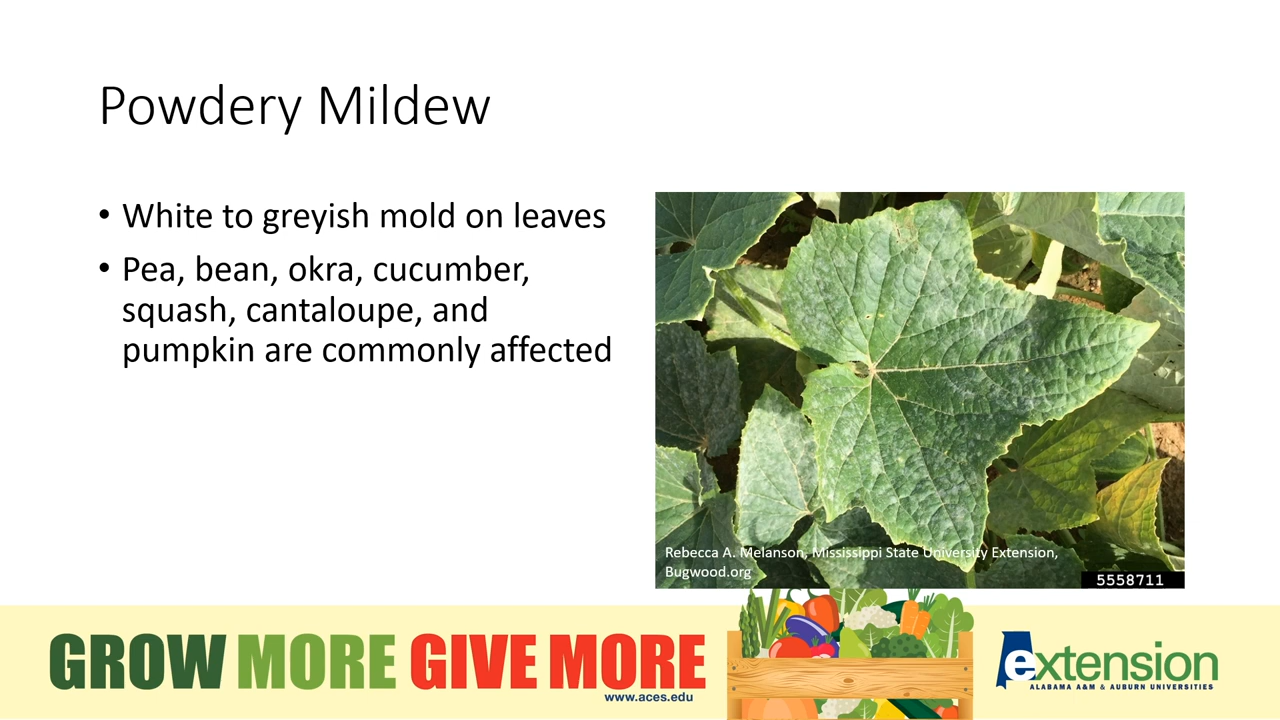 Powdery Mildew
• White to greyish mold on leaves
• Pea, bean, okra, cucumber,
squash, cantaloupe, and
pumpkin are commonly affected
Rebecca A. Melanson, Mississippi State University Extension,
Bugwood.org
5558711
GROW MORE GIVE MORE
www.aces.edu
extension
ALABAMA A&M & AUBURN UNIVERSITIES